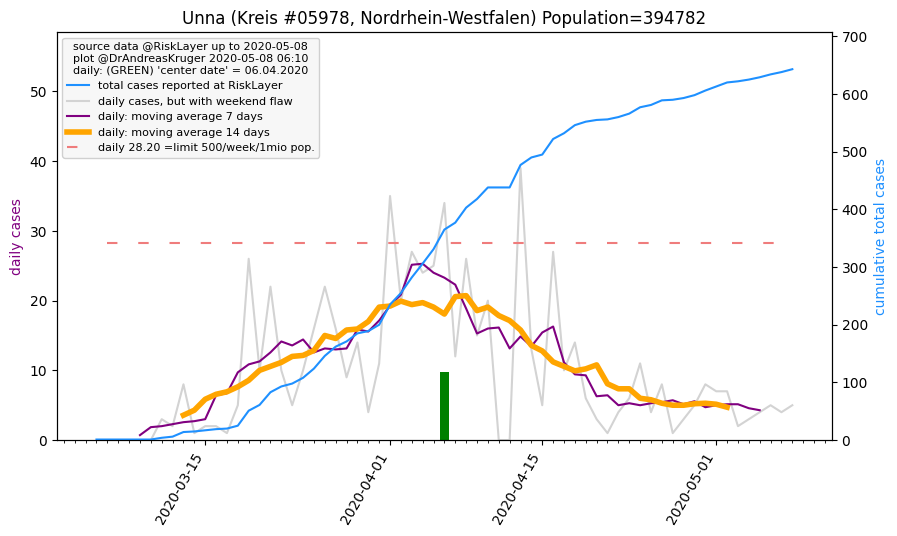 Unna (Kreis #05978, Nordrhein-Westfalen) Population=394782
source data @RiskLayer up to 2020-05-08
plot @DrAndreasKruger 2020-05-08 06:10
daily: (GREEN) 'center date' = 06.04.2020
total cases reported at RiskLayer
daily cases, but with weekend flaw
daily: moving average 7 days
daily: moving average 14 days
daily 28.20 =limit 500/week/1mio pop.
daily cases
50
40
30
20
10
0
700
600
500
400
300
200
100
0
cumulative total cases
2020-03-15
2020-04-01
2020-04-15
2020-05-01